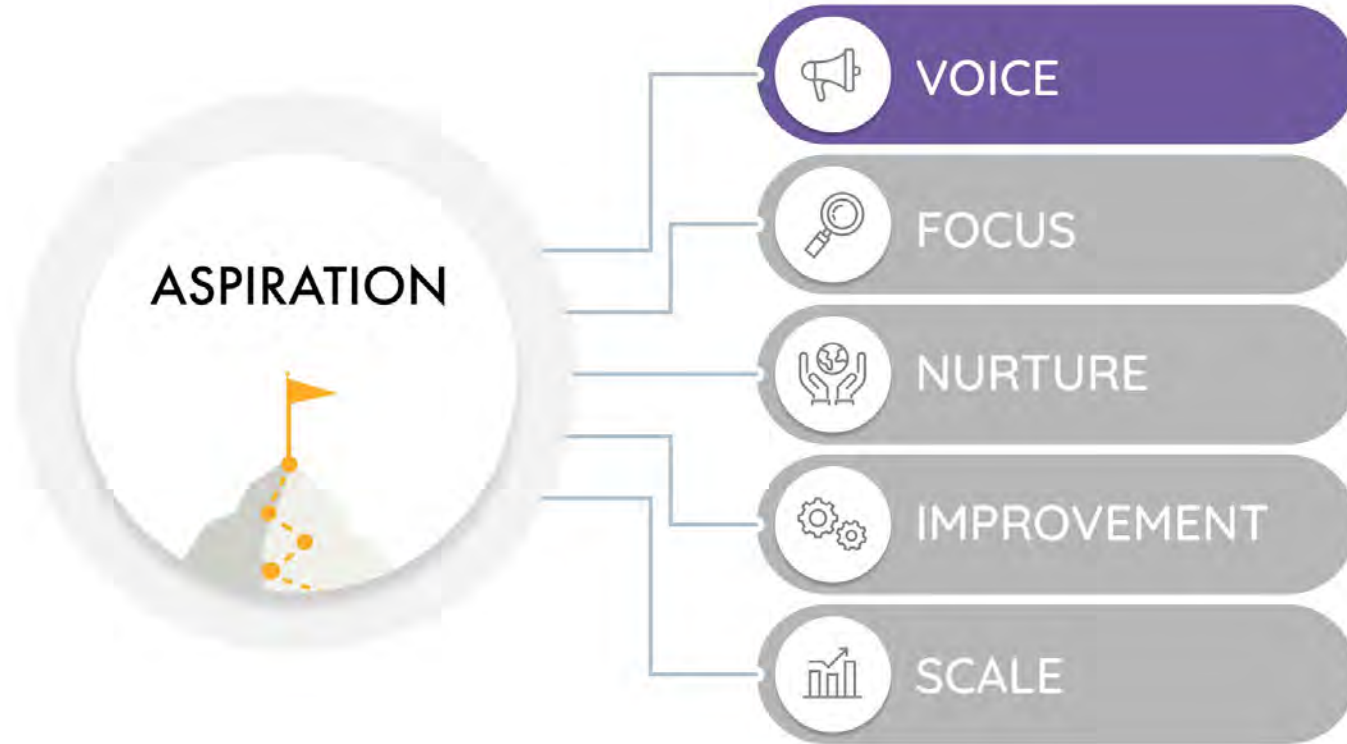 ASPIRATION
VOICE
FOCUS
NURTURE
IMPROVEMENT
SCALE